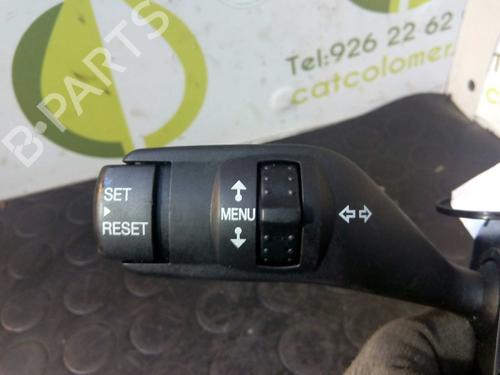 Tel:926 22 62
catcolomer.
B-PARTS
SET
RESET
MENU